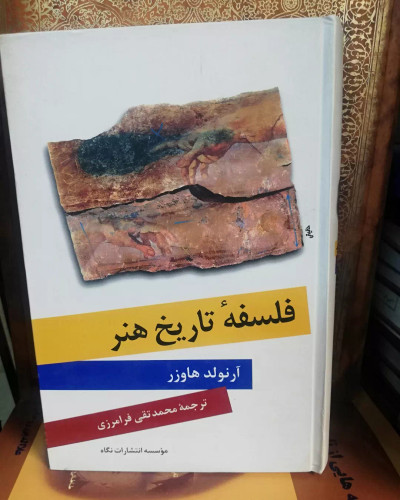 فلسفهٔ تاریخ هنر
آرنولد هاوزر
ترجمهٔ محمدتقی فرامرزی
مؤسسه انتشارات نگاه